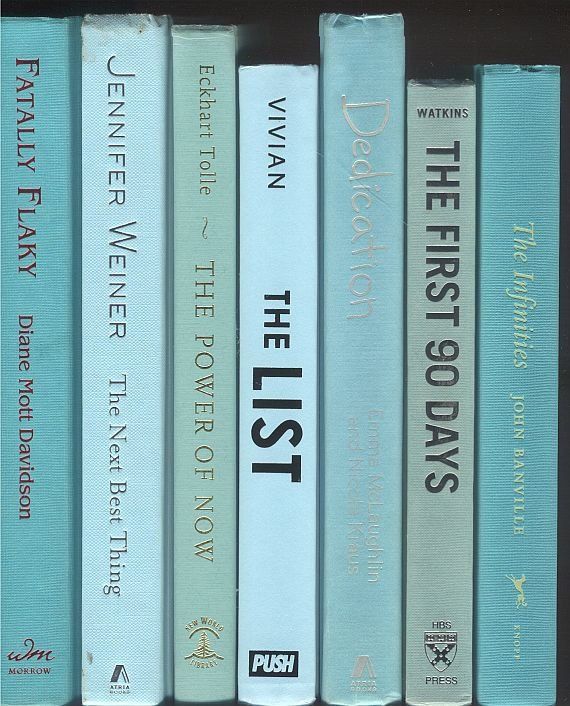 FATALLY FLAKY
Diane Mott Davidson
wm
MORROW
JENNIFER WEINER
The Next Best Thing
ATRIA
BOOKS
Eckhart Tolle
THE POWER OF NOW
NEW WORLD
LIBRARY
VIVIAN
THE LIST
PUSH
Dedication
Emma McLaughlin
and Nicola Kraus
ATRIA
BOOKS
WATKINS
THE FIRST 90 DAYS
HBS
PRESS
The Infinities
JOHN BANVILLE
KNOPF